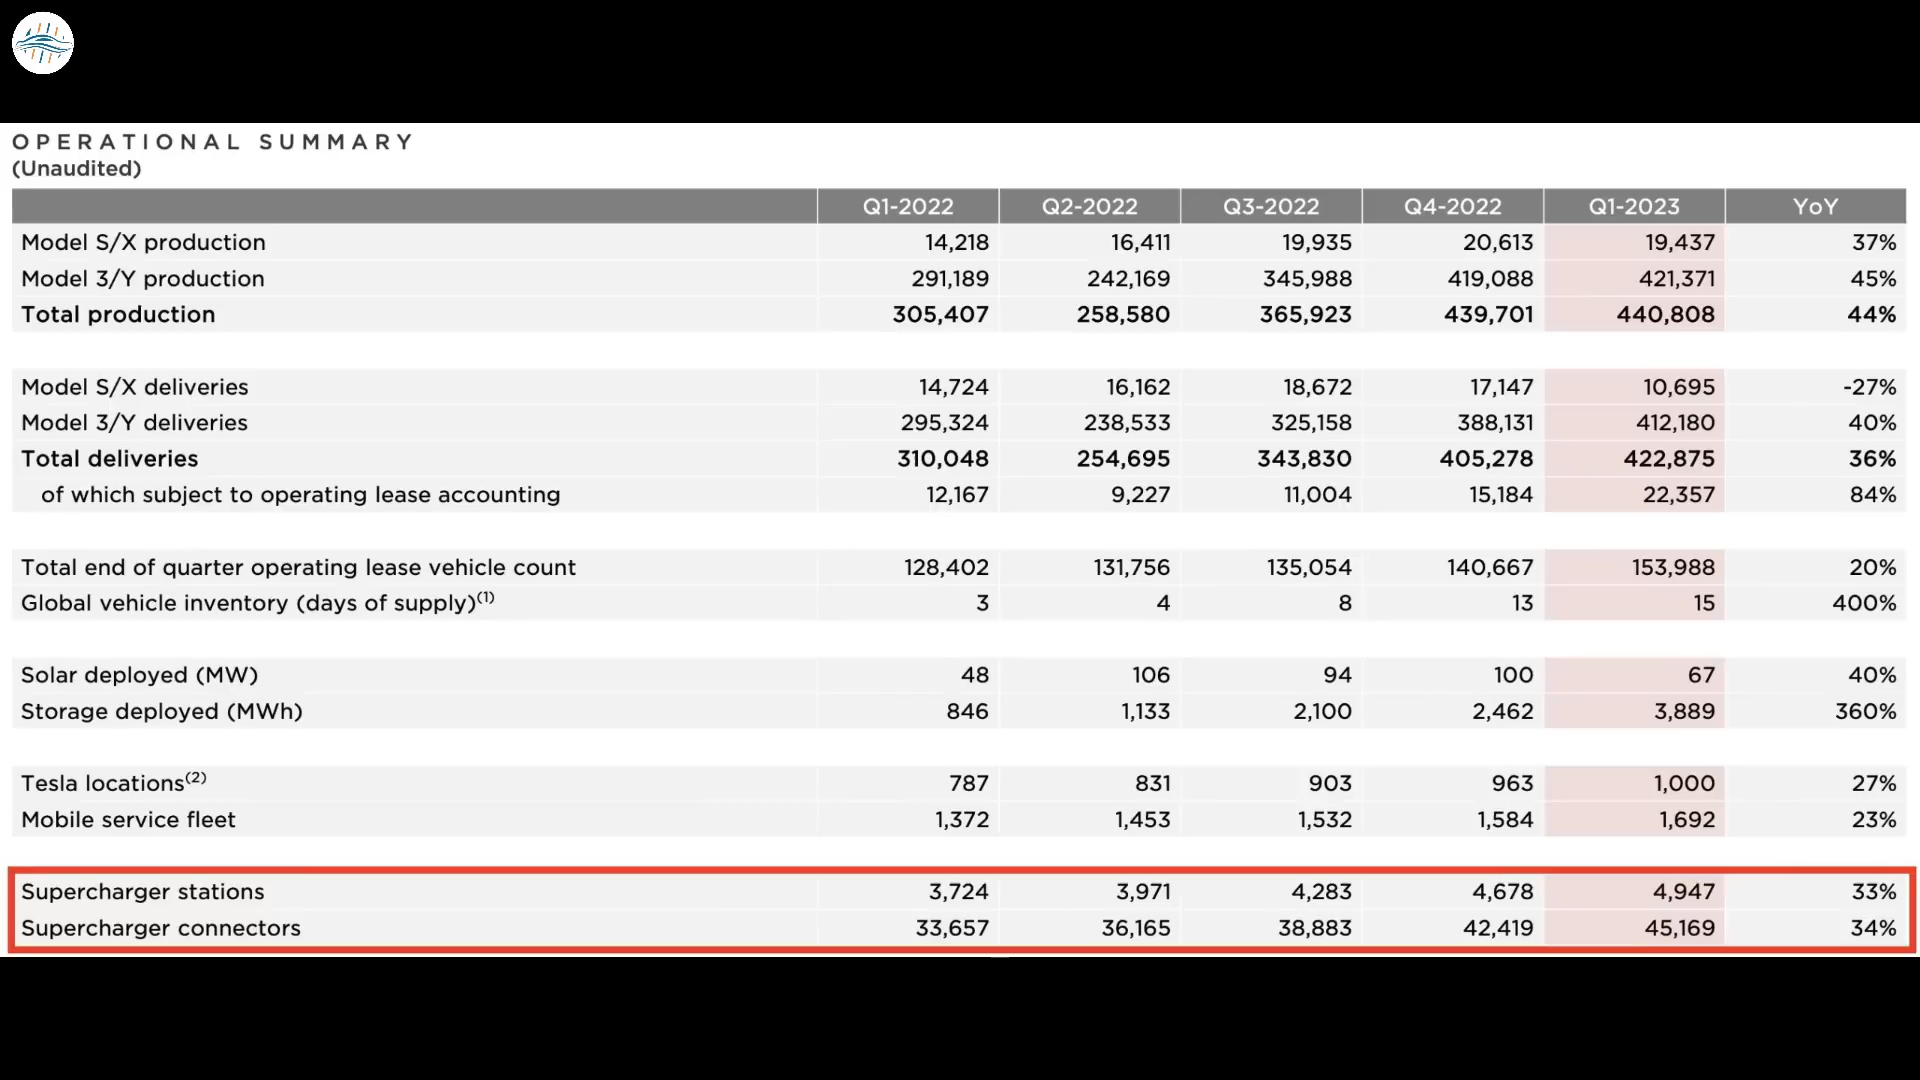 OPERATIONAL SUMMARY
(Unaudited)
Q1-2022 Q2-2022 Q3-2022 Q4-2022 Q1-2023 YoY
Model S/X production 14,218 16,411 19,935 20,613 19,437 37%
Model 3/Y production 291,189 242,169 345,988 419,088 421,371 45%
Total production 305,407 258,580 365,923 439,701 440,808 44%
Model S/X deliveries 14,724 16,162 18,672 17,147 10,695 -27%
Model 3/Y deliveries 295,324 238,533 325,158 388,131 412,180 40%
Total deliveries 310,048 254,695 343,830 405,278 422,875 36%
of which subject to operating lease accounting 12,167 9,227 11,004 15,184 22,357 84%
Total end of quarter operating lease vehicle count 128,402 131,756 135,054 140,667 153,988 20%
Global vehicle inventory (days of supply)(1) 3 4 8 13 15 400%
Solar deployed (MW) 48 106 94 100 67 40%
Storage deployed (MWh) 846 1,133 2,100 2,462 3,889 360%
Tesla locations(2) 787 831 903 963 1,000 27%
Mobile service fleet 1,372 1,453 1,532 1,584 1,692 23%
Supercharger stations 3,724 3,971 4,283 4,678 4,947 33%
Supercharger connectors 33,657 36,165 38,883 42,419 45,169 34%